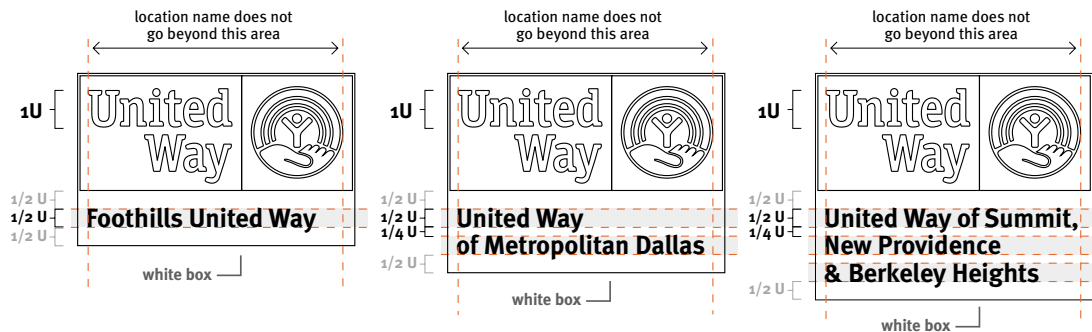 location name does not
go beyond this area
1U
United
Way
1/2 U
1/2 U
1/2 U
Foothills United Way
white box
location name does not
go beyond this area
1U
United
Way
1/2 U
1/2 U
1/4 U
1/2 U
United Way
of Metropolitan Dallas
white box
location name does not
go beyond this area
1U
United
Way
1/2 U
1/2 U
1/4 U
1/2 U
United Way of Summit,
New Providence
& Berkeley Heights
white box